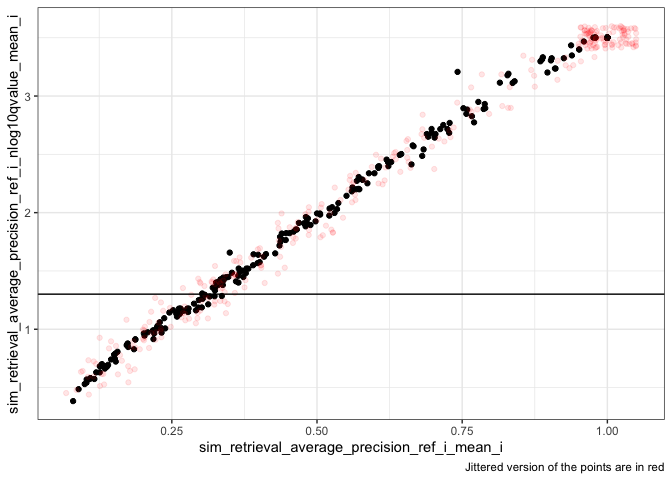 sim_retrieval_average_precision_ref_i_nlog10qvalue_mean_i
3
2
1
0.25 0.50 0.75 1.00
sim_retrieval_average_precision_ref_i_mean_i
Jittered version of the points are in red